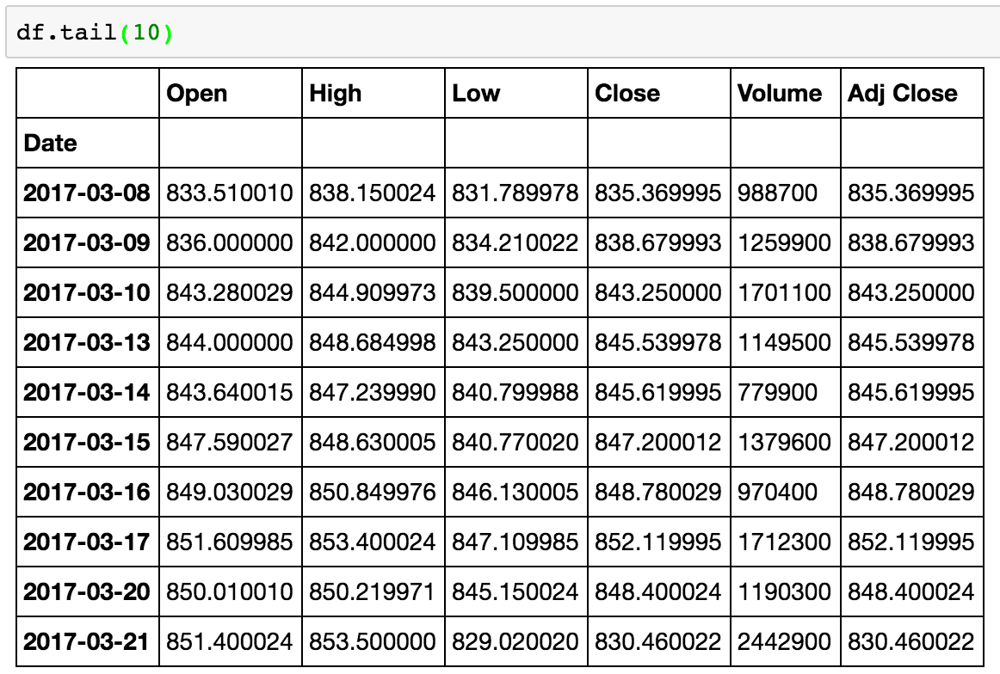 df.tail(10)
Open High Low Close Volume Adj Close
Date
2017-03-08 833.510010 838.150024 831.789978 835.369995 988700 835.369995
2017-03-09 836.000000 842.000000 834.210022 838.679993 1259900 838.679993
2017-03-10 843.280029 844.909973 839.500000 843.250000 1701100 843.250000
2017-03-13 844.000000 848.684998 843.250000 845.539978 1149500 845.539978
2017-03-14 843.640015 847.239990 840.799988 845.619995 779900 845.619995
2017-03-15 847.590027 848.630005 840.770020 847.200012 1379600 847.200012
2017-03-16 849.030029 850.849976 846.130005 848.780029 970400 848.780029
2017-03-17 851.609985 853.400024 847.109985 852.119995 1712300 852.119995
2017-03-20 850.010010 850.219971 845.150024 848.400024 1190300 848.400024
2017-03-21 851.400024 853.500000 829.020020 830.460022 2442900 830.460022